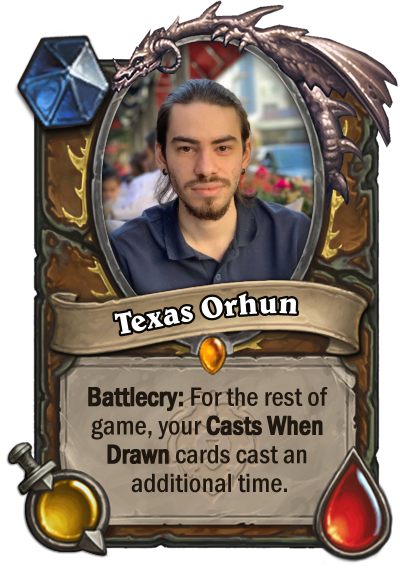 Texas Orhun
Battlecry: For the rest of
game, your Casts When
Drawn cards cast an
additional time.